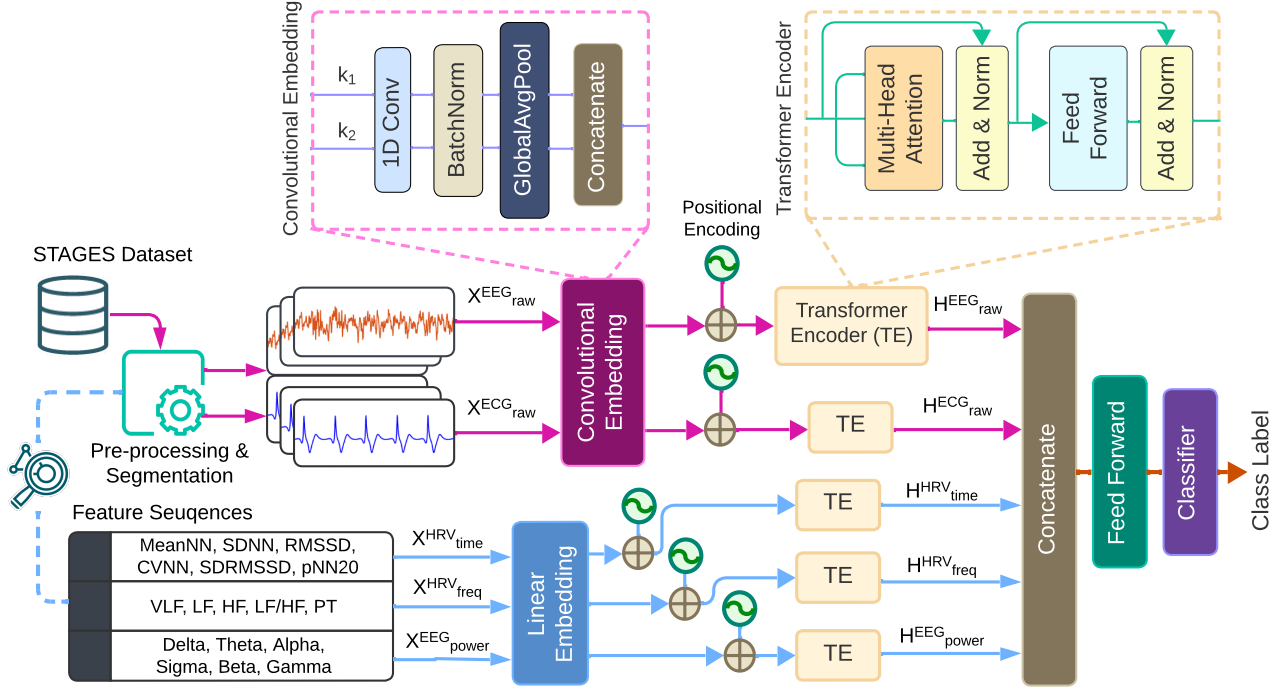 Convolutional Embedding
k1
k2
1D Conv
BatchNorm
GlobalAvgPool
Concatenate
Transformer Encoder
Multi-Head
Attention
Add & Norm
Feed
Forward
Add & Norm
Positional
Encoding
STAGES Dataset
XEEGraw
Convolutional
Embedding
Transformer
Encoder (TE)
HEEGraw
XECGraw
TE
HECGraw
Pre-processing &
Segmentation
Feature Seuqences
MeanNN, SDNN, RMSSD,
CVNN, SDRMSSD, pNN20
VLF, LF, HF, LF/HF, PT
Delta, Theta, Alpha,
Sigma, Beta, Gamma
XHRVtime
XHRVfreq
XEEGpower
Linear
Embedding
TE
HHRVtime
TE
HHRVfreq
TE
HEEGpower
Concatenate
Feed Forward
Classifier
Class Label